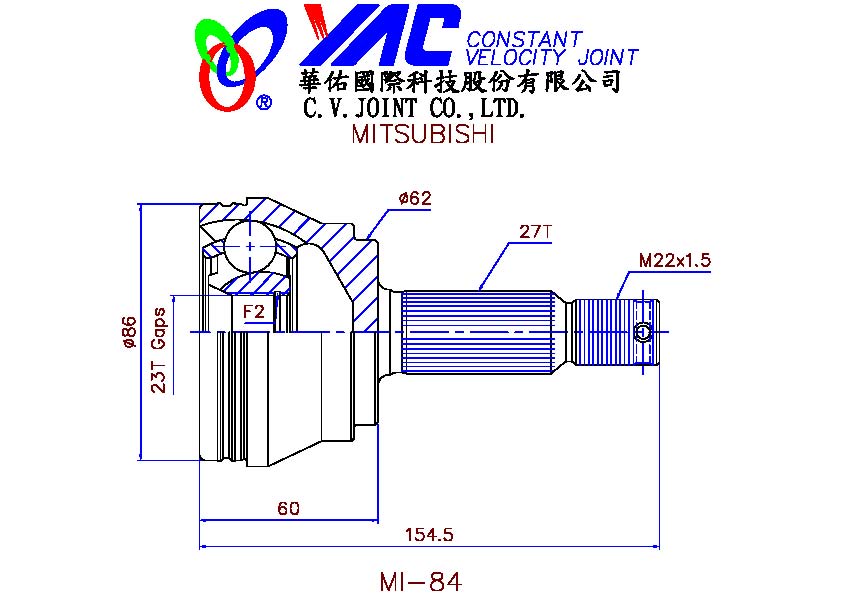 YAC CONSTANT
VELOCITY JOINT
®
華佑國際科技股份有限公司
C.V.JOINT CO.,LTD.
MITSUBISHI
ø62
27T
M22x1.5
F2
ø86
23T Gaps
60
154.5
MI-84